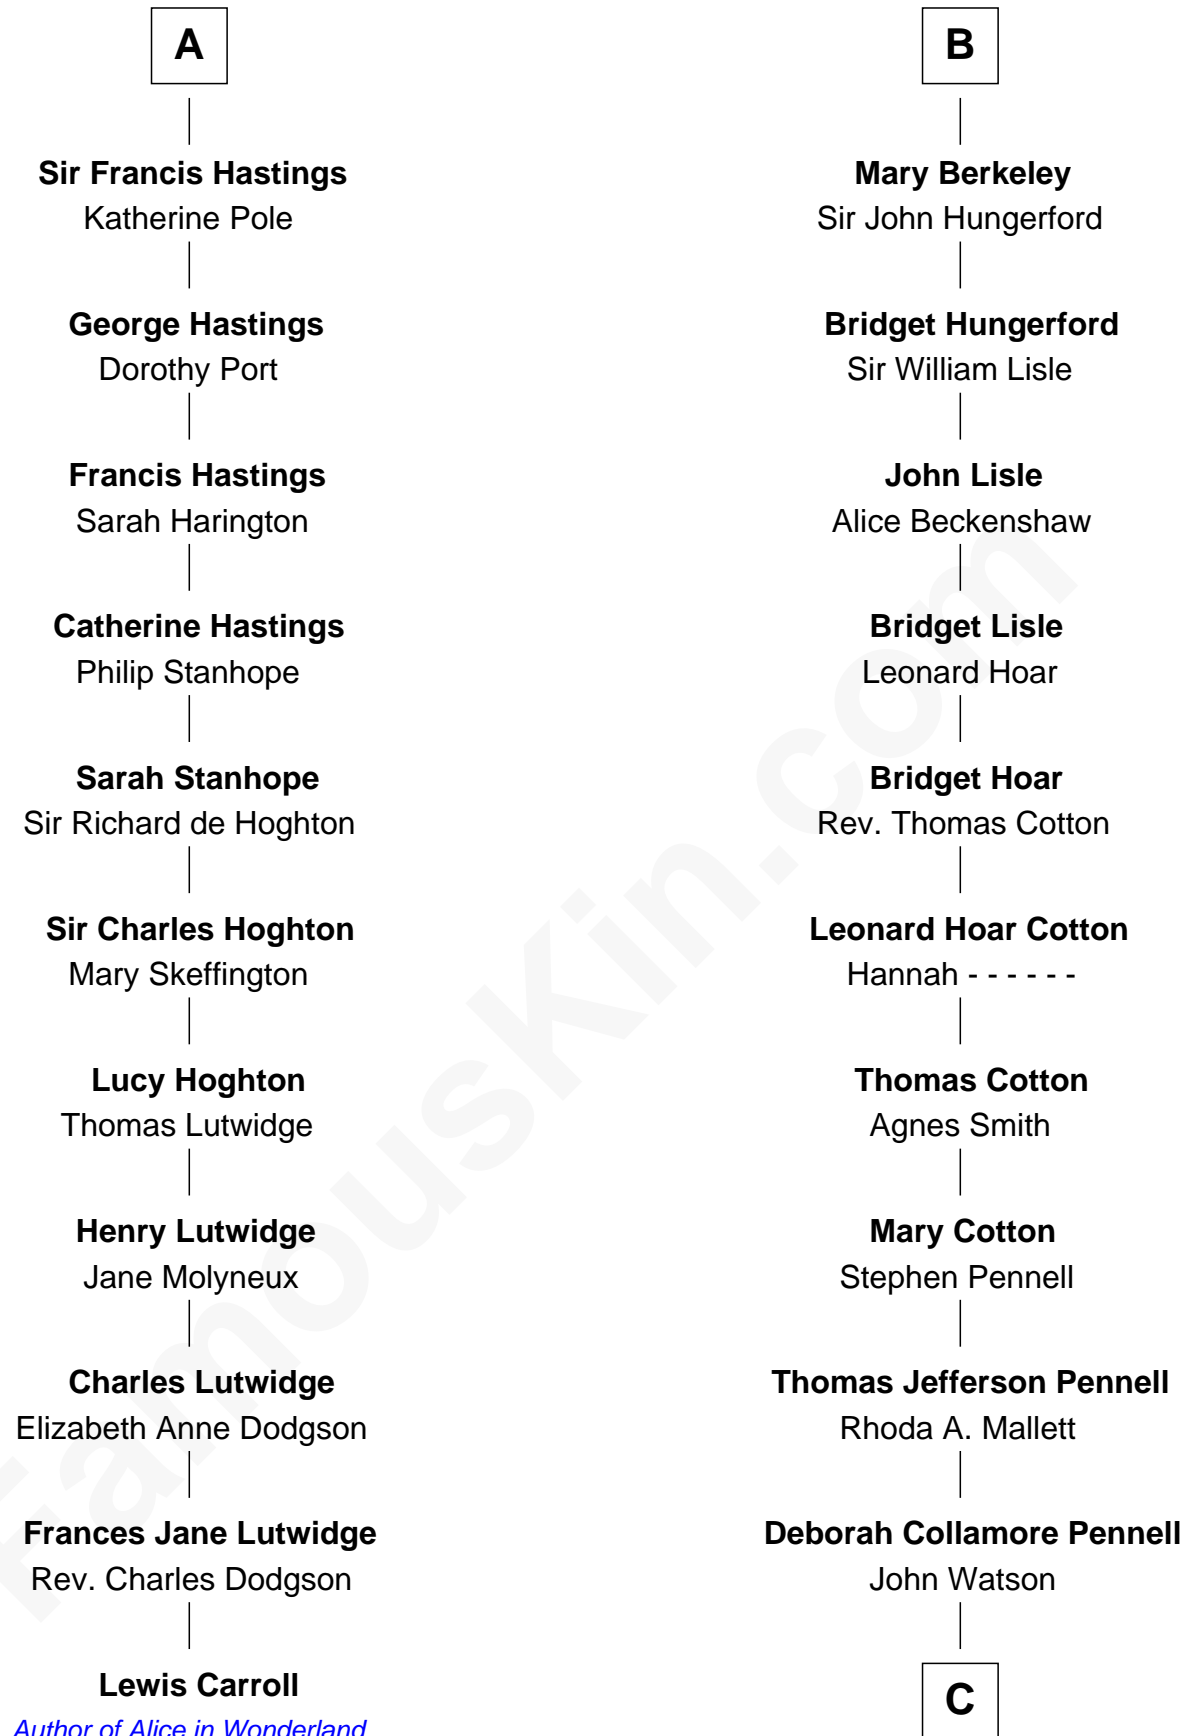 A
Sir Francis Hastings
Katherine Pole
George Hastings
Dorothy Port
Francis Hastings
Sarah Harington
Catherine Hastings
Philip Stanhope
Sarah Stanhope
Sir Richard de Hoghton
Sir Charles Hoghton
Mary Skeffington
Lucy Hoghton
Thomas Lutwidge
Henry Lutwidge
Jane Molyneux
Charles Lutwidge
Elizabeth Anne Dodgson
Frances Jane Lutwidge
Rev. Charles Dodgson
Lewis Carroll
Author of Alice in Wonderland
B
Mary Berkeley
Sir John Hungerford
Bridget Hungerford
Sir William Lisle
John Lisle
Alice Beckenshaw
Bridget Lisle
Leonard Hoar
Bridget Hoar
Rev. Thomas Cotton
Leonard Hoar Cotton
Hannah - - - - - -
Thomas Cotton
Agnes Smith
Mary Cotton
Stephen Pennell
Thomas Jefferson Pennell
Rhoda A. Mallett
Deborah Collamore Pennell
John Watson
C
FamousKin.com